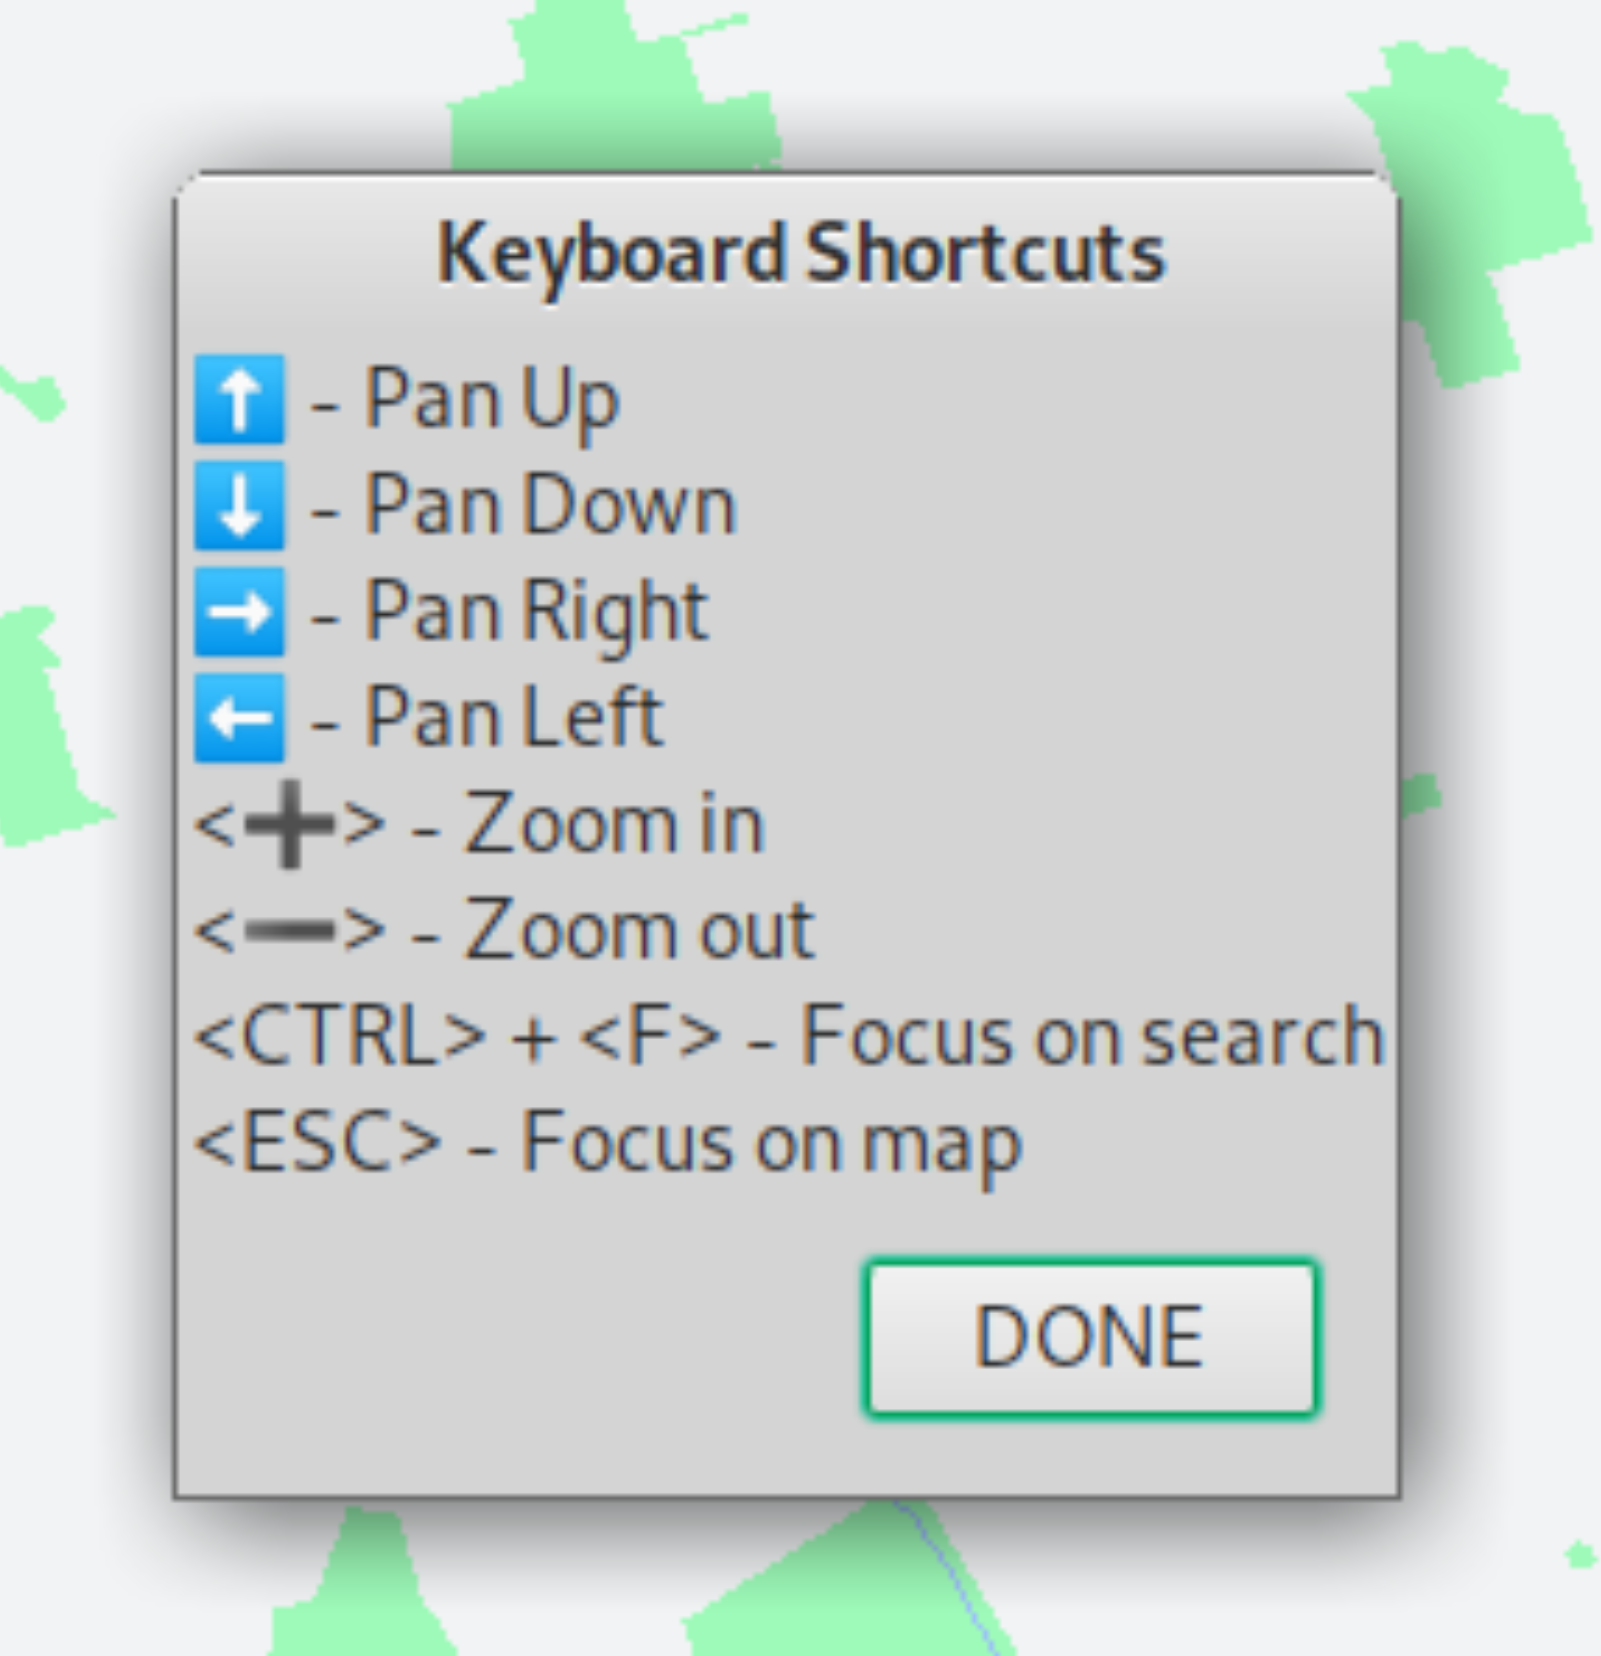 Keyboard Shortcuts
⬆️ - Pan Up
⬇️ - Pan Down
➡️ - Pan Right
⬅️ - Pan Left
<➕> - Zoom in
<➖> - Zoom out
<CTRL> + <F> - Focus on search
<ESC> - Focus on map
DONE